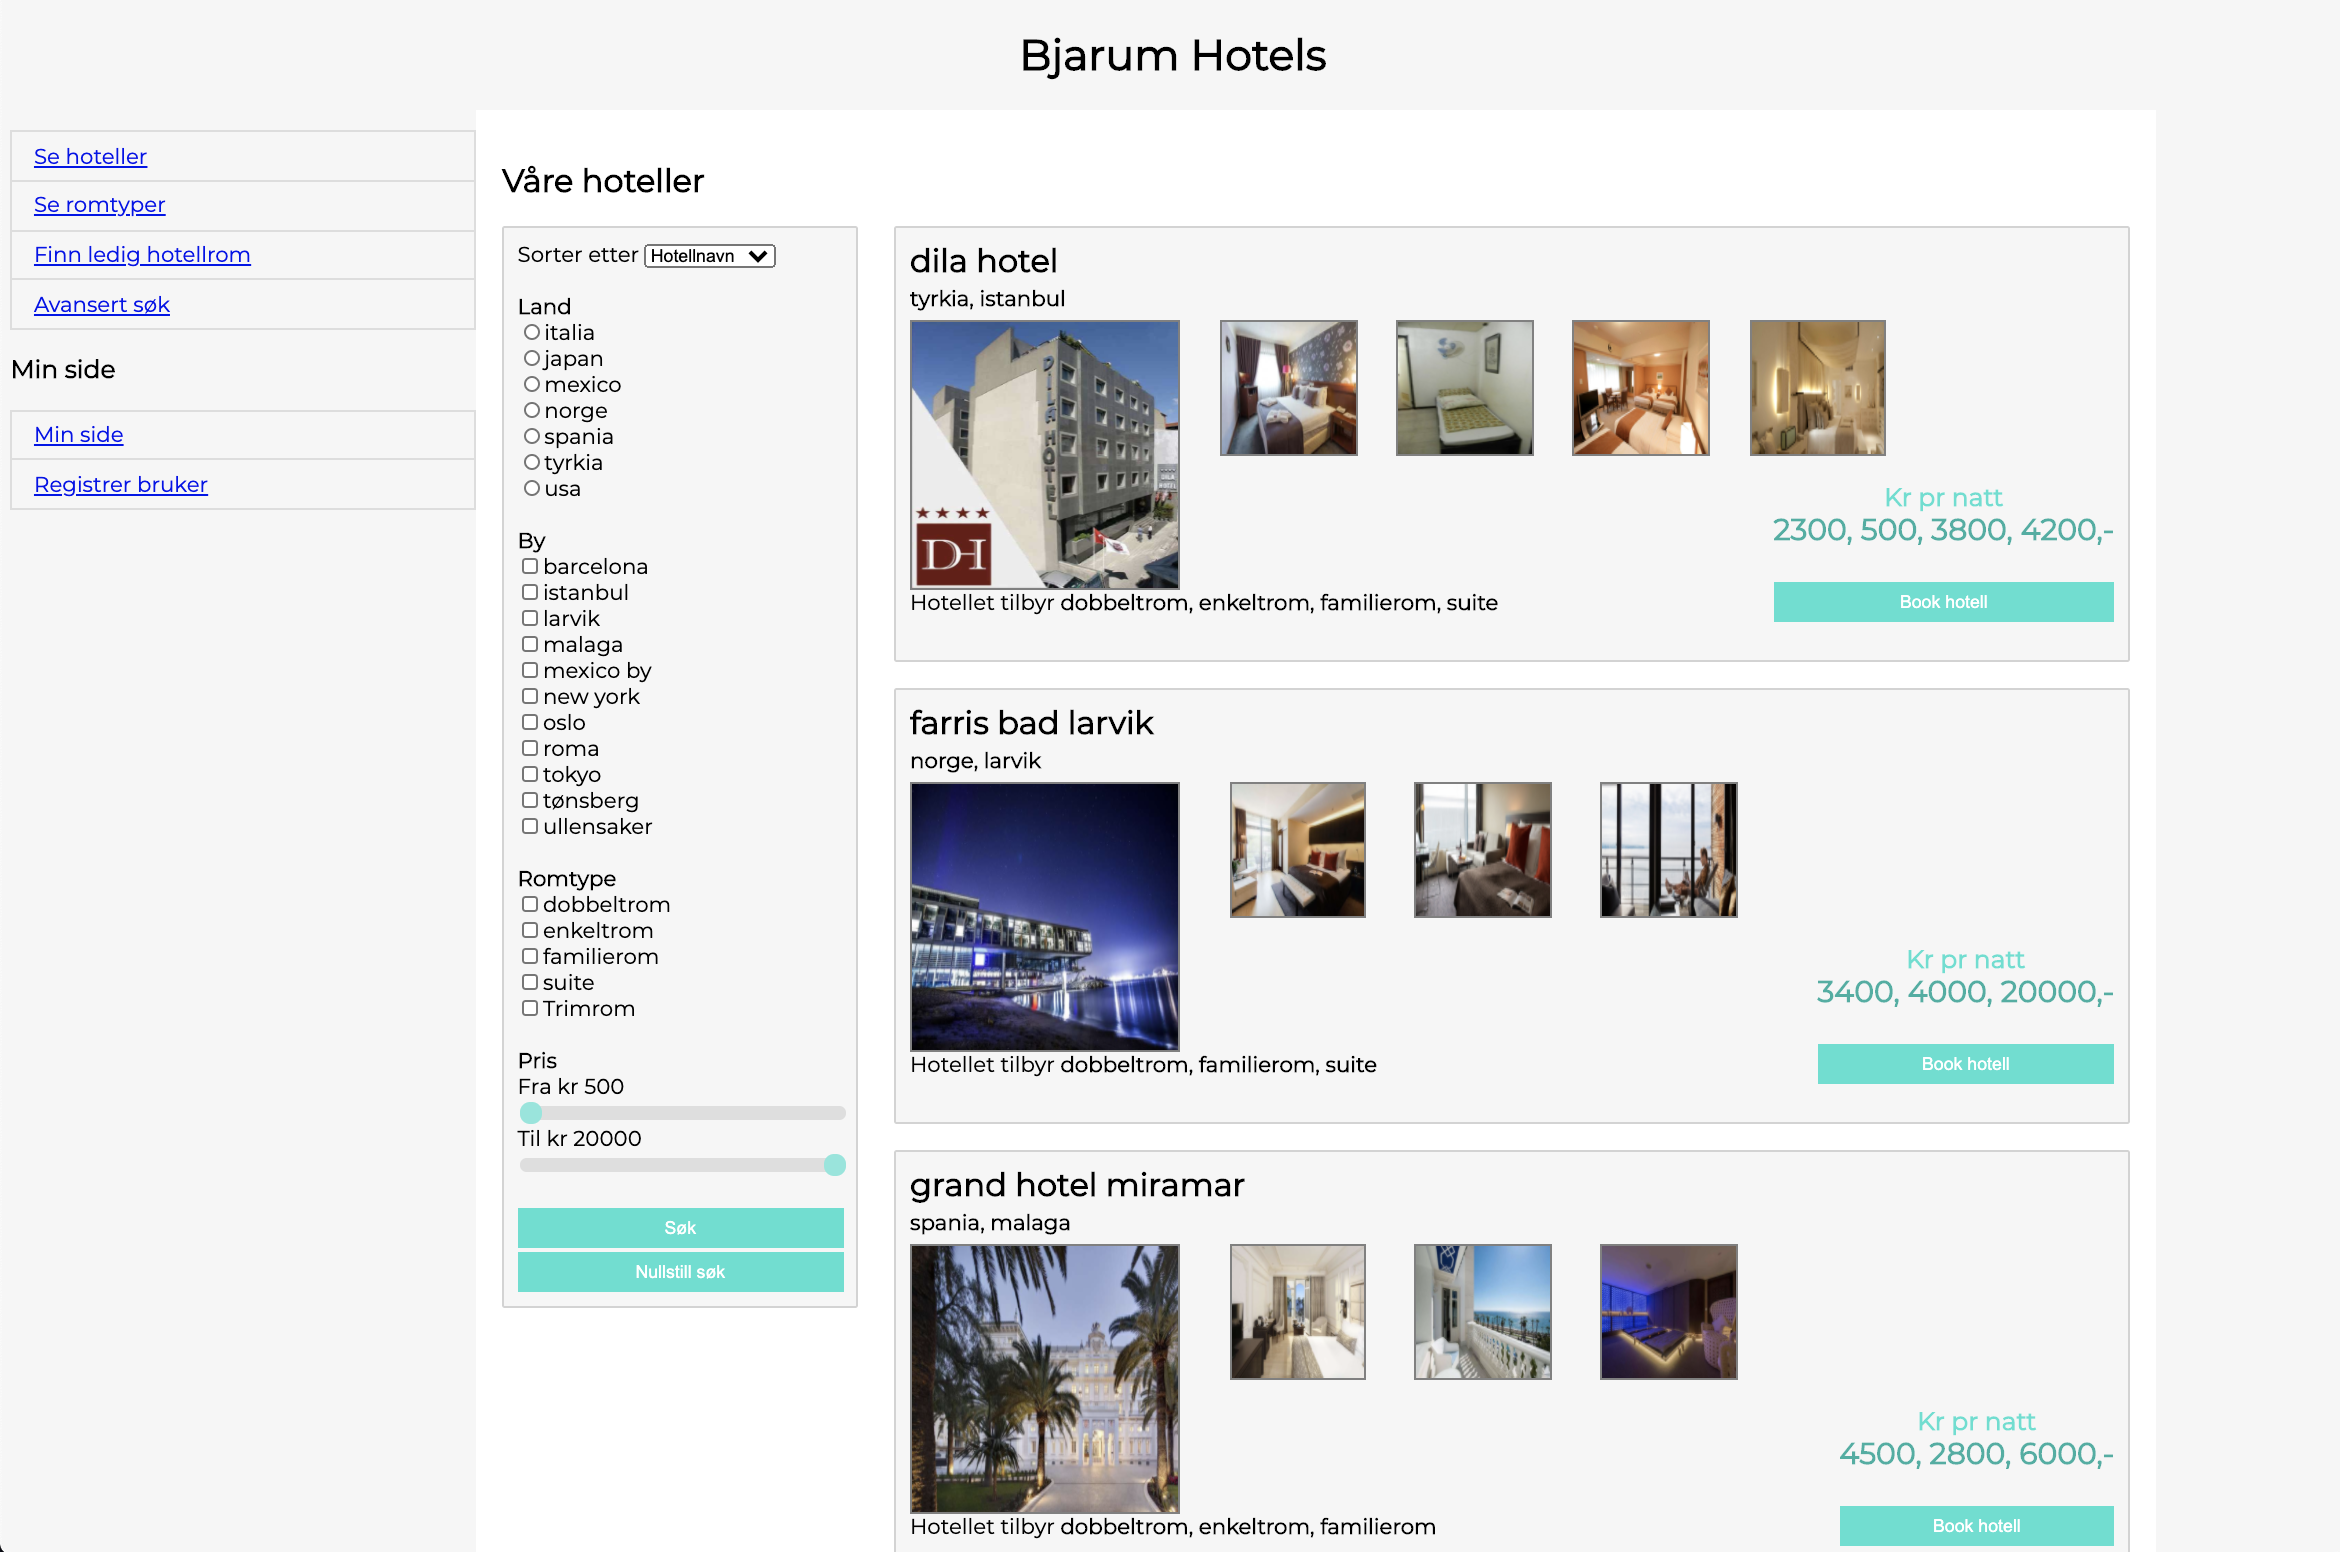 Bjarum Hotels
Se hoteller
Se romtyper
Finn ledig hotellrom
Avansert søk
Min side
Min side
Registrer bruker
Våre hoteller
Sorter etter Hotellnavn
Land
italia
japan
mexico
norge
spania
tyrkia
usa
By
barcelona
istanbul
larvik
malaga
mexico by
new york
oslo
roma
tokyo
tønsberg
ullensaker
Romtype
dobbeltrom
enkeltrom
familierom
suite
Trimrom
Pris
Fra kr 500
Til kr 20000
Søk
Nullstill søk
dila hotel
tyrkia, istanbul
DILA HOTEL
DH
Kr pr natt
2300, 500, 3800, 4200,-
Hotellet tilbyr dobbeltrom, enkeltrom, familierom, suite
Book hotell
farris bad larvik
norge, larvik
Kr pr natt
3400, 4000, 20000,-
Hotellet tilbyr dobbeltrom, familierom, suite
Book hotell
grand hotel miramar
spania, malaga
Kr pr natt
4500, 2800, 6000,-
Hotellet tilbyr dobbeltrom, enkeltrom, familierom
Book hotell